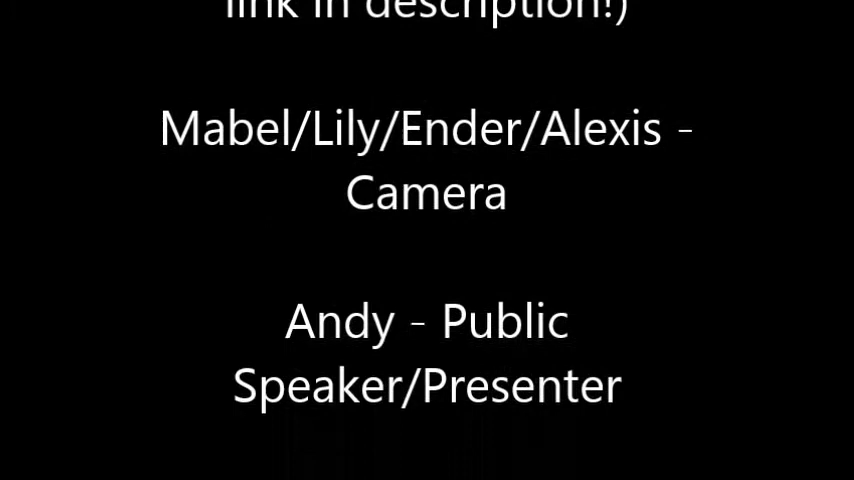 link in description!)
Mabel/Lily/Ender/Alexis -
Camera
Andy - Public
Speaker/Presenter